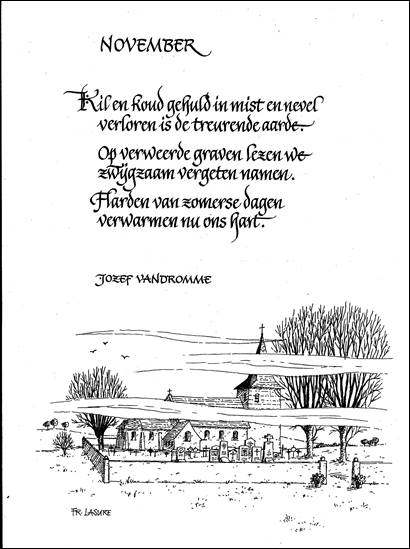 NOVEMBER
Kil en koud gehuld in mist en nevel
verloren is de treurende aarde.
Op verweerde graven lezen we
zwijgzaam vergeten namen.
Flarden van zomerse dagen
verwarmen nu ons hart.
JOZEF VANDROMME
FR. LASURE